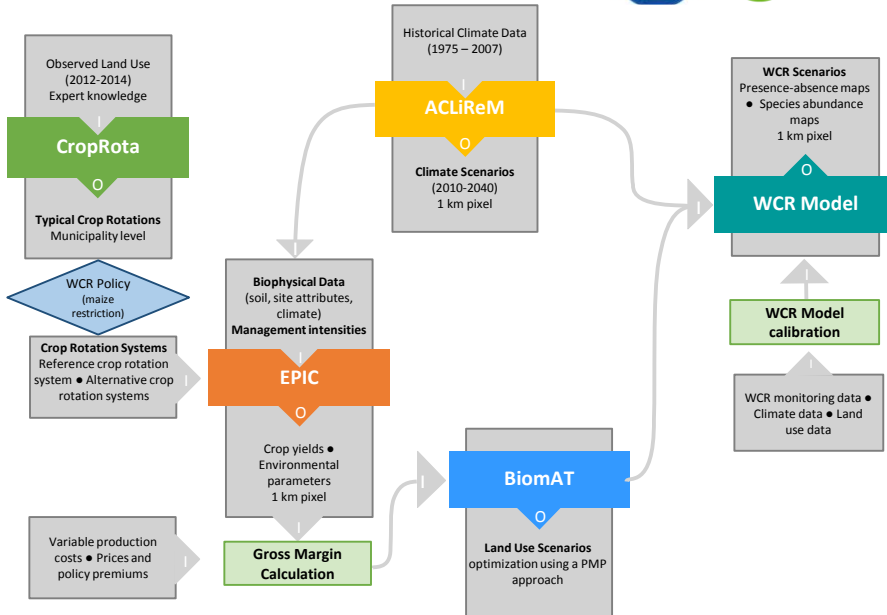 Observed Land Use
(2012-2014)
Expert knowledge
I
CropRota
O
Typical Crop Rotations
Municipality level
WCR Policy
(maize
restriction)
Crop Rotation Systems
Reference crop rotation
system ● Alternative crop
rotation systems
I
Historical Climate Data
(1975 – 2007)
I
ACLiReM
O
Climate Scenarios
(2010-2040)
1 km pixel
I
Biophysical Data
(soil, site attributes,
climate)
Management intensities
I
EPIC
O
Crop yields ●
Environmental
parameters
1 km pixel
I
Variable production
costs ● Prices and
policy premiums
I
Gross Margin
Calculation
I
BiomAT
O
Land Use Scenarios
optimization using a PMP
approach
WCR Scenarios
Presence-absence maps
● Species abundance
maps
1 km pixel
O
WCR Model
I
I
WCR Model
calibration
I
WCR monitoring data ●
Climate data ● Land
use data